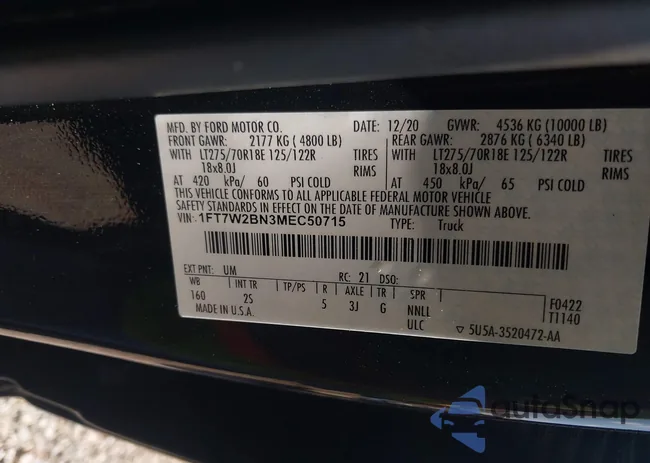 MFD. BY FORD MOTOR CO. DATE: 12/20 GVWR: 4536 KG (10000 LB)
FRONT GAWR: 2177 KG (4800 LB) REAR GAWR: 2876 KG (6340 LB)
WITH LT275/70R18E 125/122R TIRES WITH LT275/70R18E 125/122R TIRES
18x8.0J RIMS 18x8.0J RIMS
AT 420 kPa/ 60 PSI COLD AT 450 kPa/ 65 PSI COLD
THIS VEHICLE CONFORMS TO ALL APPLICABLE FEDERAL MOTOR VEHICLE
SAFETY STANDARDS IN EFFECT ON THE DATE OF MANUFACTURE SHOWN ABOVE.
VIN: 1FT7W2BN3MEC50715 TYPE: Truck
EXT PNT: UM RC: 21 DSO:
WB INT TR TP/PS R AXLE TR SPR
160 2S 5 3J G NNLL F0422
MADE IN U.S.A. ULC T1140
▽ 5U5A-3520472-AA
autoSnap